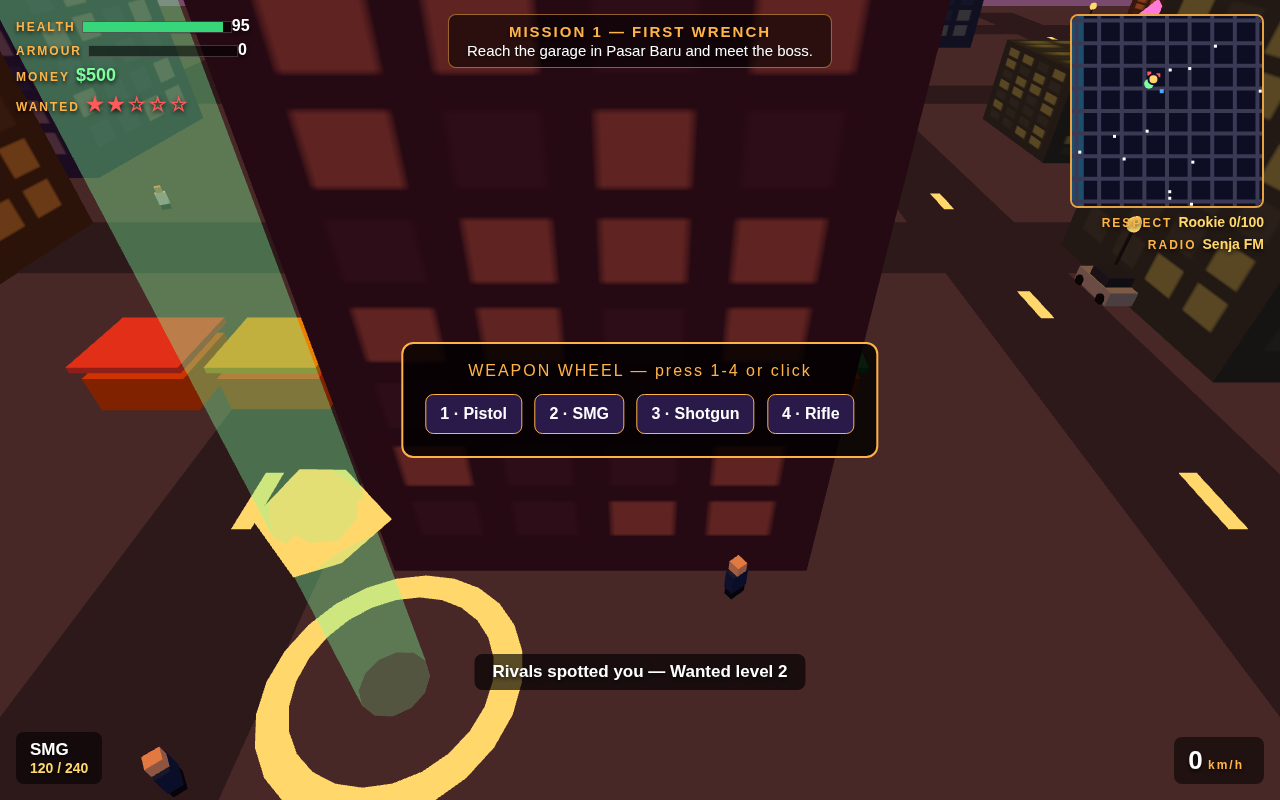 HEALTH 95
ARMOUR 0
MONEY $500
WANTED ★★☆☆☆
MISSION 1 — FIRST WRENCH
Reach the garage in Pasar Baru and meet the boss.
RESPECT Rookie 0/100
RADIO Senja FM
WEAPON WHEEL — press 1-4 or click
1 · Pistol 2 · SMG 3 · Shotgun 4 · Rifle
Rivals spotted you — Wanted level 2
SMG
120 / 240
0 km/h